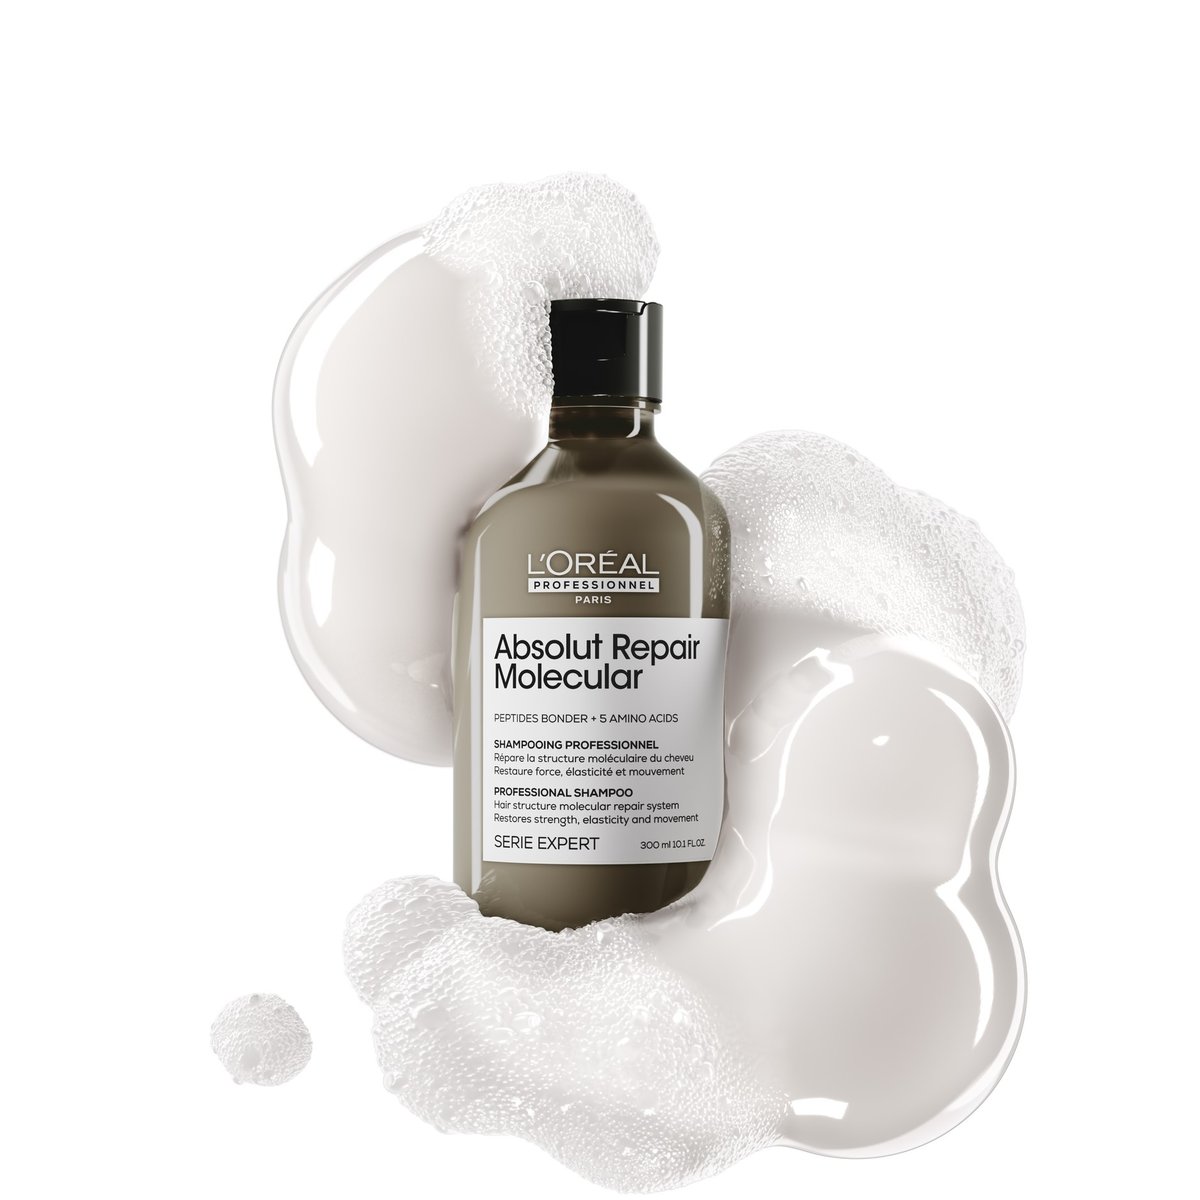 L'ORÉAL
PROFESSIONNEL
PARIS
Absolut Repair
Molecular
PEPTIDES BONDER + 5 AMINO ACIDS
SHAMPOOING PROFESSIONNEL
Répare la structure moléculaire du cheveu
Restaure force, élasticité et mouvement
PROFESSIONAL SHAMPOO
Hair structure molecular repair system
Restores strength, elasticity and movement
SERIE EXPERT 300 ml 10.1 FL.OZ.